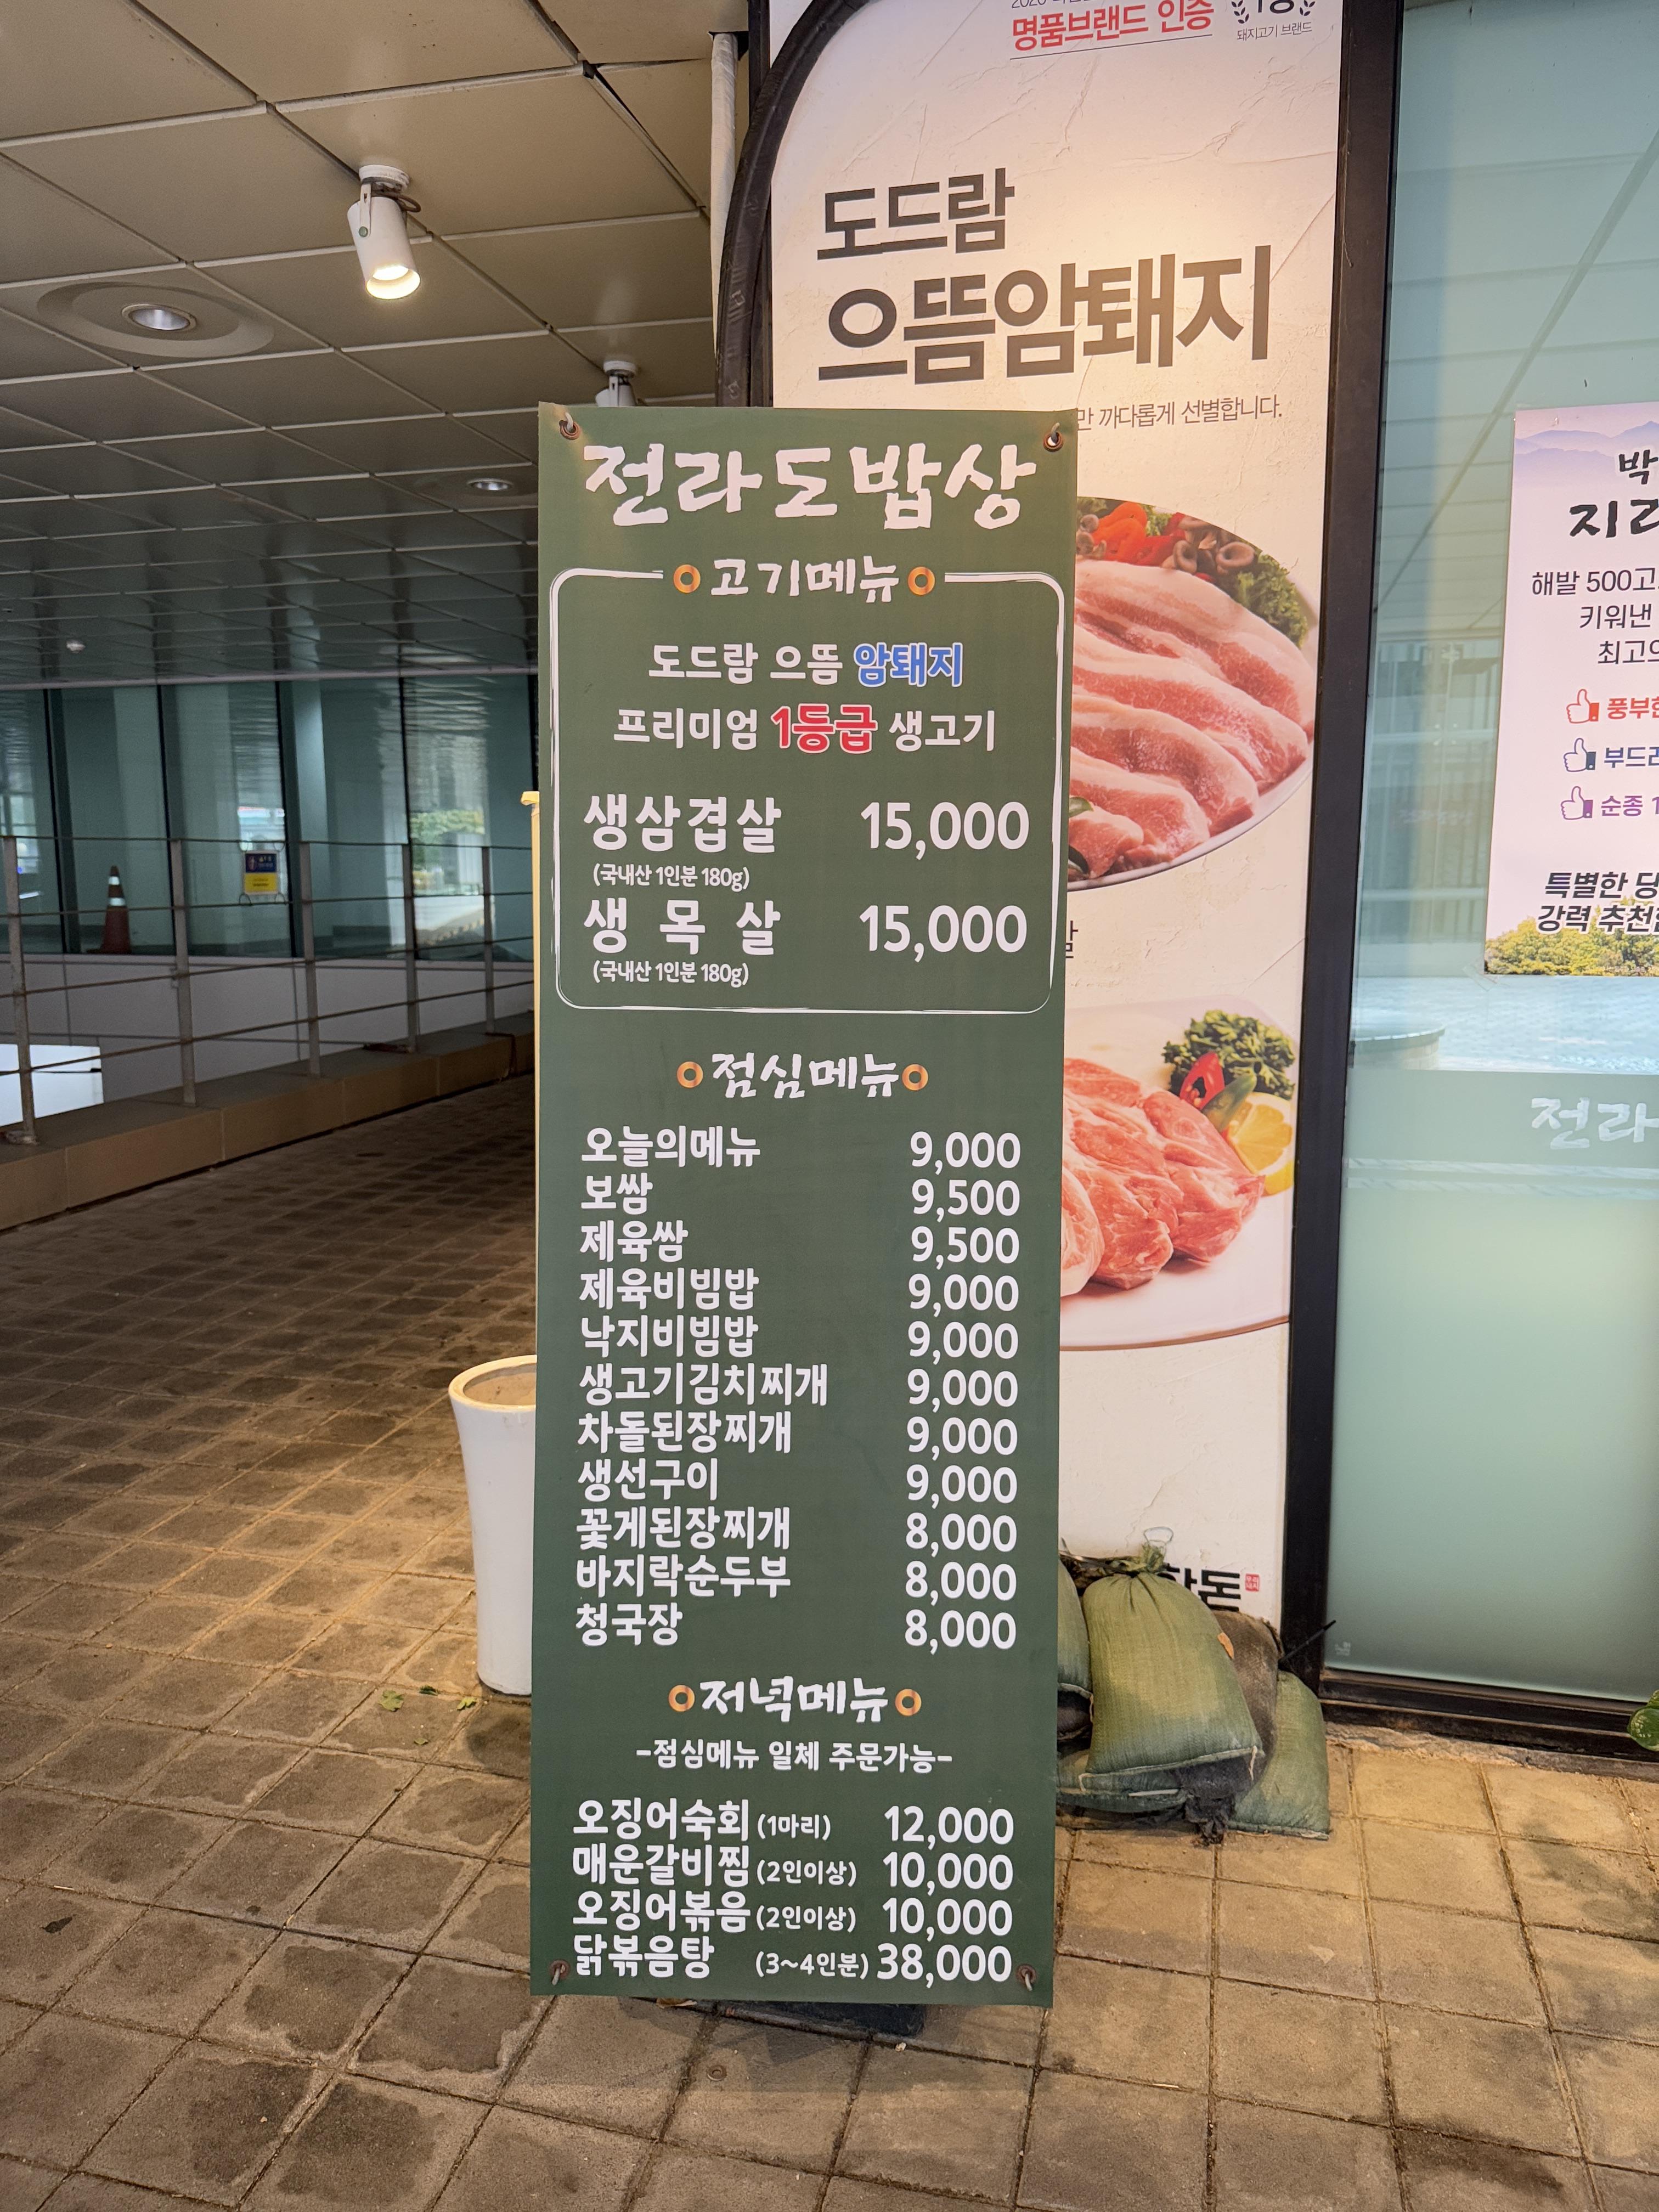 명품브랜드 인증
돼지고기 브랜드
도드람
으뜸암돼지
만 까다롭게 선별합니다.
전라도밥상
고기메뉴
도드람 으뜸 암돼지
프리미엄 1등급 생고기
생삼겹살 15,000
(국내산 1인분 180g)
생 목 살 15,000
(국내산 1인분 180g)
점심메뉴
오늘의메뉴 9,000
보쌈 9,500
제육쌈 9,500
제육비빔밥 9,000
낙지비빔밥 9,000
생고기김치찌개 9,000
차돌된장찌개 9,000
생선구이 9,000
꽃게된장찌개 8,000
바지락순두부 8,000
청국장 8,000
저녁메뉴
-점심메뉴 일체 주문가능-
오징어숙회 (1마리) 12,000
매운갈비찜 (2인이상) 10,000
오징어볶음 (2인이상) 10,000
닭볶음탕 (3~4인분) 38,000
박
지리
해발 500고
키워낸
최고의
풍부한
부드러
순종 1
특별한 당
강력 추천합
전라